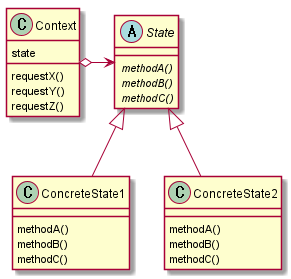 C Context
state
requestX()
requestY()
requestZ()
A State
methodA()
methodB()
methodC()
C ConcreteState1
methodA()
methodB()
methodC()
C ConcreteState2
methodA()
methodB()
methodC()